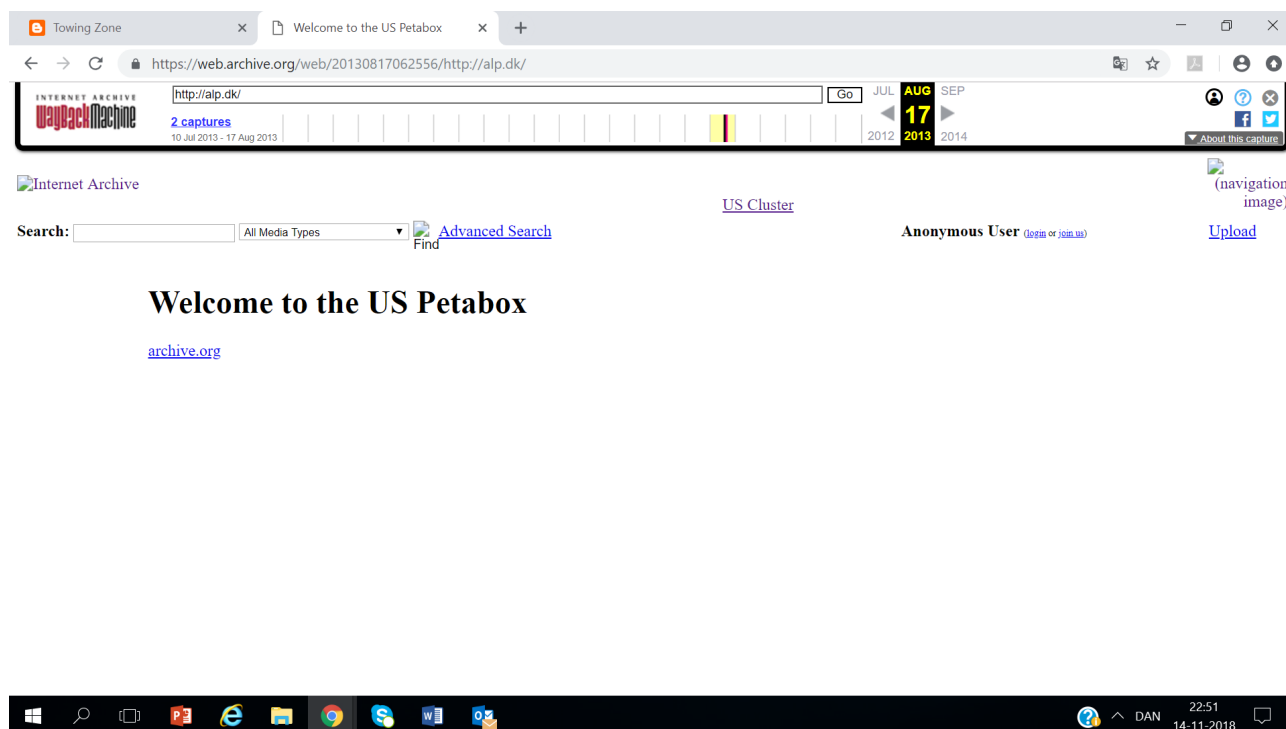 Towing Zone
Welcome to the US Petabox
https://web.archive.org/web/20130817062556/http://alp.dk/
INTERNET ARCHIVE
WayBackMachine
http://alp.dk/
Go
JUL AUG SEP
2 captures
17
10 Jul 2013 - 17 Aug 2013
2012 2013 2014
About this capture
Internet Archive
(navigation image)
US Cluster
Search:
All Media Types
Find
Advanced Search
Anonymous User (login or join us)
Upload
Welcome to the US Petabox
archive.org
DAN
22:51
14-11-2018